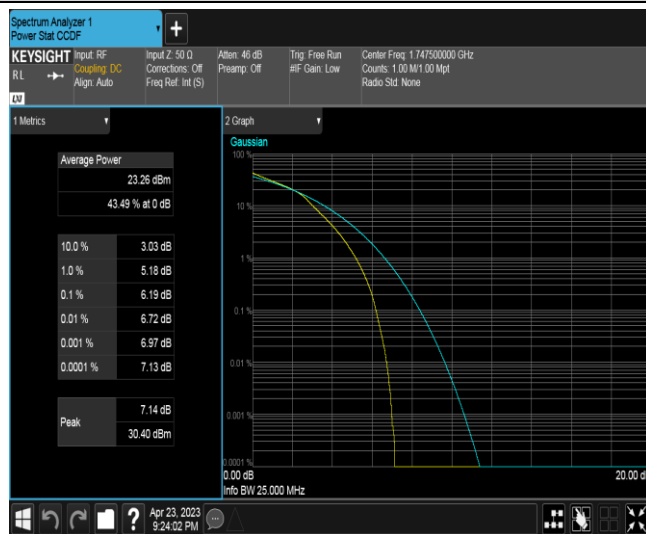 Spectrum Analyzer 1
Power Stat CCDF
KEYSIGHT
RL
Input: RF
Coupling: DC
Align: Auto
Input Z: 50 Ω
Corrections: Off
Freq Ref: Int (S)
Atten: 46 dB
Preamp: Off
Trig: Free Run
#IF Gain: Low
Center Freq: 1.747500000 GHz
Counts: 1.00 M/1.00 Mpt
Radio Std: None
LXI
1 Metrics
Average Power
23.26 dBm
43.49 % at 0 dB
10.0 % 3.03 dB
1.0 % 5.18 dB
0.1 % 6.19 dB
0.01 % 6.72 dB
0.001 % 6.97 dB
0.0001 % 7.13 dB
Peak
7.14 dB
30.40 dBm
2 Graph
Gaussian
100 %
10 %
1 %
0.1 %
0.01 %
0.001 %
0.0001 %
0.00 dB
20.00 d
Info BW 25.000 MHz
Apr 23, 2023
9:24:02 PM